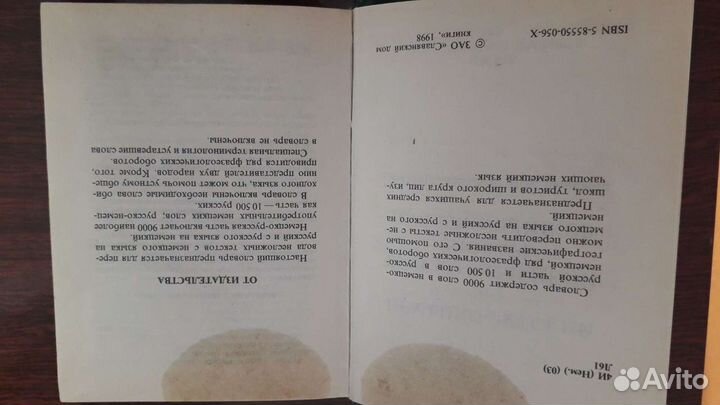 4И (Нем.) (03)
Л61
Словарь содержит 9000 слов в немецко-
русской части и 10 500 слов в русско-
немецкой, ряд фразеологических оборотов,
географические названия. С его помощью
можно переводить несложные тексты с не-
мецкого языка на русский и с русского на
немецкий.
Предназначается для учащихся средних
школ, туристов и широкого круга лиц, изу-
чающих немецкий язык.
ISBN 5-85550-056-X
© ЗАО «Славянский дом
книги», 1998
ОТ ИЗДАТЕЛЬСТВА
Настоящий словарь предназначается для пере-
вода несложных текстов с немецкого языка на
русский и с русского языка на немецкий.
Немецко-русская часть включает 9000 наиболее
употребительных немецких слов; русско-немец-
кая часть — 10 500 русских.
В словарь включены необходимые слова оби-
ходного языка, что может помочь устному обще-
нию представителей двух народов. Кроме того,
приводится ряд фразеологических оборотов.
Специальная терминология и устаревшие слова
в словарь не включены.
Avito